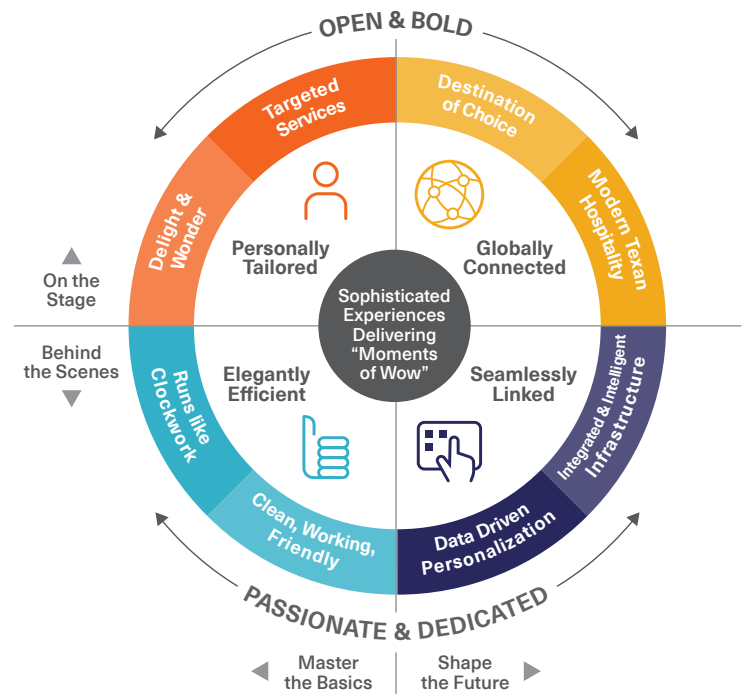 OPEN & BOLD
Targeted
Services
Destination
of Choice
Delight &
Wonder
Modern Texan
Hospitality
Personally
Tailored
Globally
Connected
On the
Stage
Sophisticated
Experiences
Delivering
“Moments
of Wow”
Behind
the Scenes
Elegantly
Efficient
Seamlessly
Linked
Runs like
Clockwork
Integrated & Intelligent
Infrastructure
Clean, Working,
Friendly
Data Driven
Personalization
PASSIONATE & DEDICATED
Master
the Basics
Shape
the Future